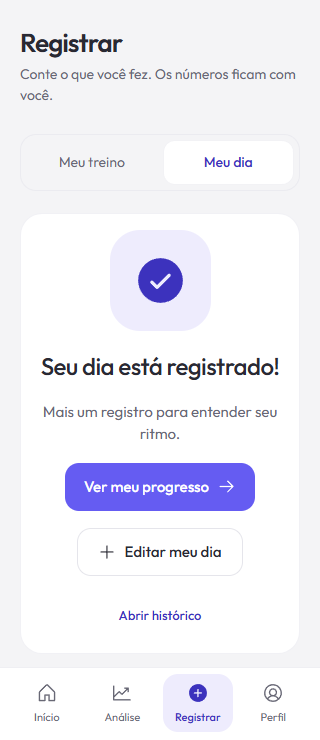 Registrar
Conte o que você fez. Os números ficam com
você.
Meu treino
Meu dia
Seu dia está registrado!
Mais um registro para entender seu
ritmo.
Ver meu progresso
Editar meu dia
Abrir histórico
Início
Análise
Registrar
Perfil